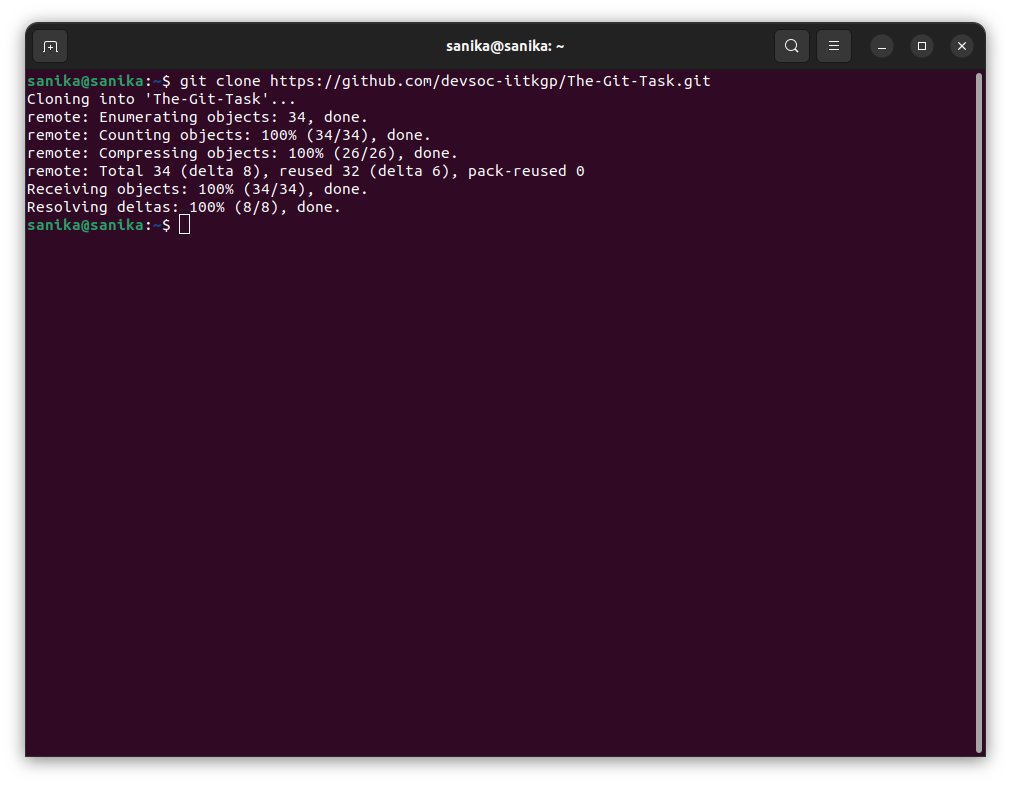 sanika@sanika: ~
sanika@sanika:~$ git clone https://github.com/devsoc-iitkgp/The-Git-Task.git
Cloning into 'The-Git-Task'...
remote: Enumerating objects: 34, done.
remote: Counting objects: 100% (34/34), done.
remote: Compressing objects: 100% (26/26), done.
remote: Total 34 (delta 8), reused 32 (delta 6), pack-reused 0
Receiving objects: 100% (34/34), done.
Resolving deltas: 100% (8/8), done.
sanika@sanika:~$